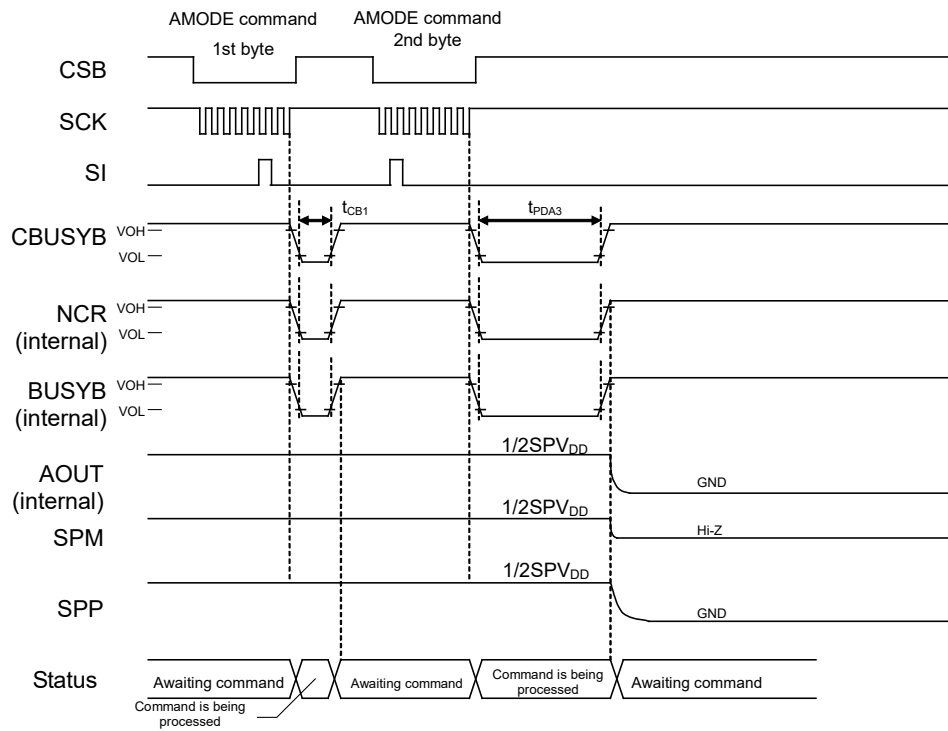 AMODE command
1st byte
AMODE command
2nd byte
CSB
SCK
SI
tCB1
tPDA3
CBUSYB
VOH
VOL
NCR
(internal)
VOH
VOL
BUSYB
(internal)
VOH
VOL
1/2SPVDD
AOUT
(internal)
GND
1/2SPVDD
SPM
Hi-Z
1/2SPVDD
SPP
GND
Status
Awaiting command
Command is being
processed
Awaiting command
Command is being
processed
Awaiting command